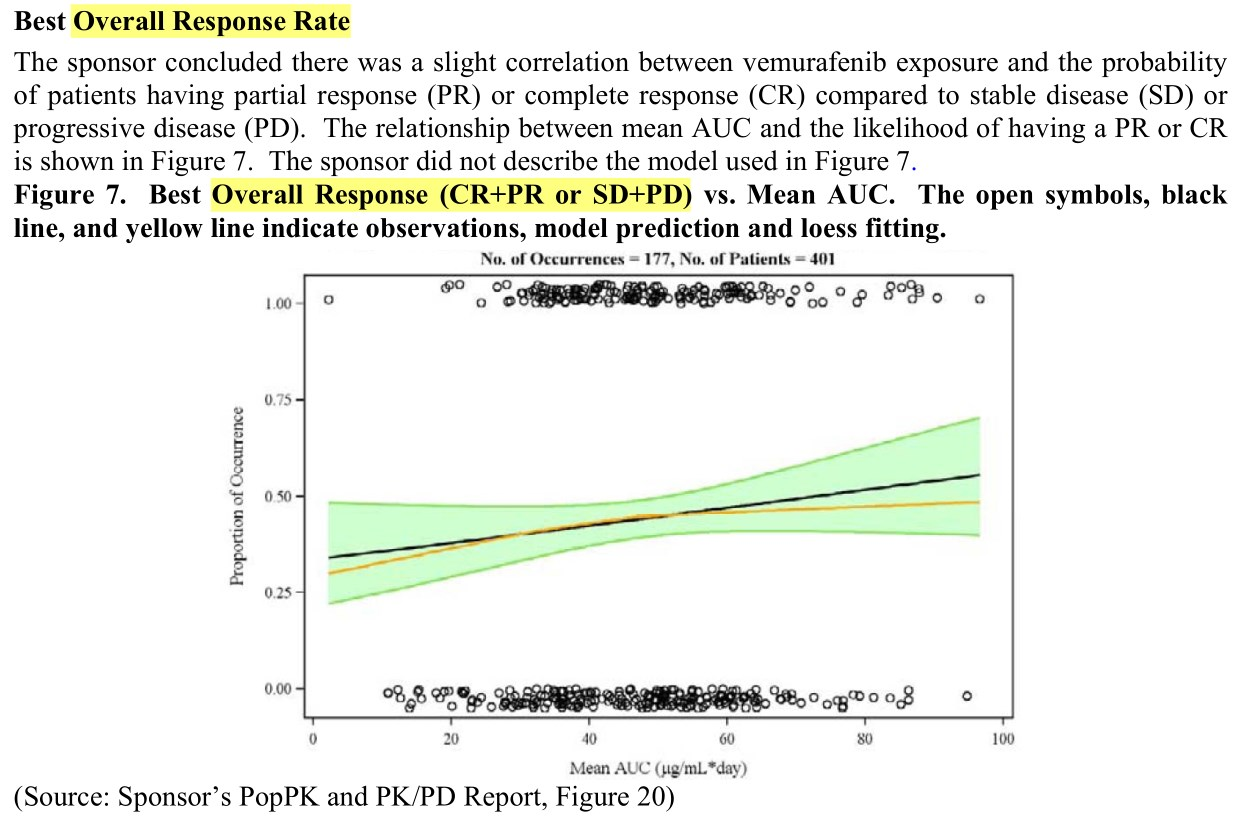 Best Overall Response Rate
The sponsor concluded there was a slight correlation between vemurafenib exposure and the probability
of patients having partial response (PR) or complete response (CR) compared to stable disease (SD) or
progressive disease (PD).  The relationship between mean AUC and the likelihood of having a PR or CR
is shown in Figure 7.  The sponsor did not describe the model used in Figure 7.
Figure 7.  Best Overall Response (CR+PR or SD+PD) vs. Mean AUC.  The open symbols, black
line, and yellow line indicate observations, model prediction and loess fitting.
No. of Occurrences = 177, No. of Patients = 401
1.00
0.75
0.50
0.25
0.00
Proportion of Occurrence
0 20 40 60 80 100
Mean AUC (μg/mL*day)
(Source: Sponsor's PopPK and PK/PD Report, Figure 20)